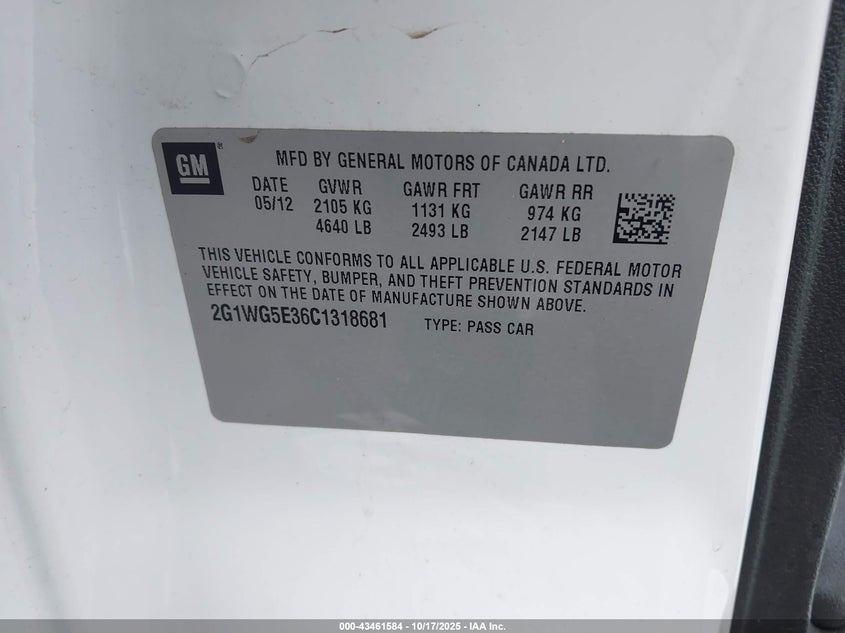 GM ®
MFD BY GENERAL MOTORS OF CANADA LTD.
DATE GVWR GAWR FRT GAWR RR
05/12 2105 KG 1131 KG 974 KG
4640 LB 2493 LB 2147 LB
THIS VEHICLE CONFORMS TO ALL APPLICABLE U.S. FEDERAL MOTOR
VEHICLE SAFETY, BUMPER, AND THEFT PREVENTION STANDARDS IN
EFFECT ON THE DATE OF MANUFACTURE SHOWN ABOVE.
2G1WG5E36C1318681 TYPE: PASS CAR
000-43461584 - 10/17/2025 - IAA Inc.